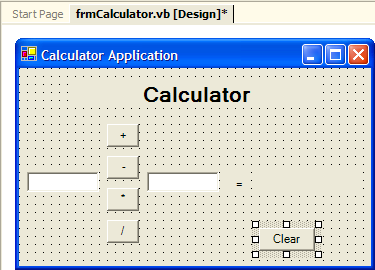 Start Page frmCalculator.vb [Design]*
Calculator Application
Calculator
+
-
*
=
/
Clear